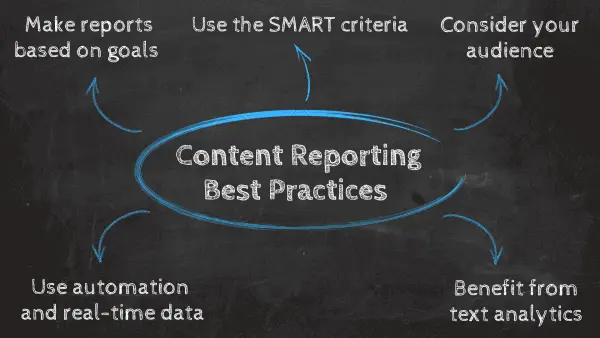 Make reports
based on goals
Use the SMART criteria
Consider your
audience
Content Reporting
Best Practices
Use automation
and real-time data
Benefit from
text analytics